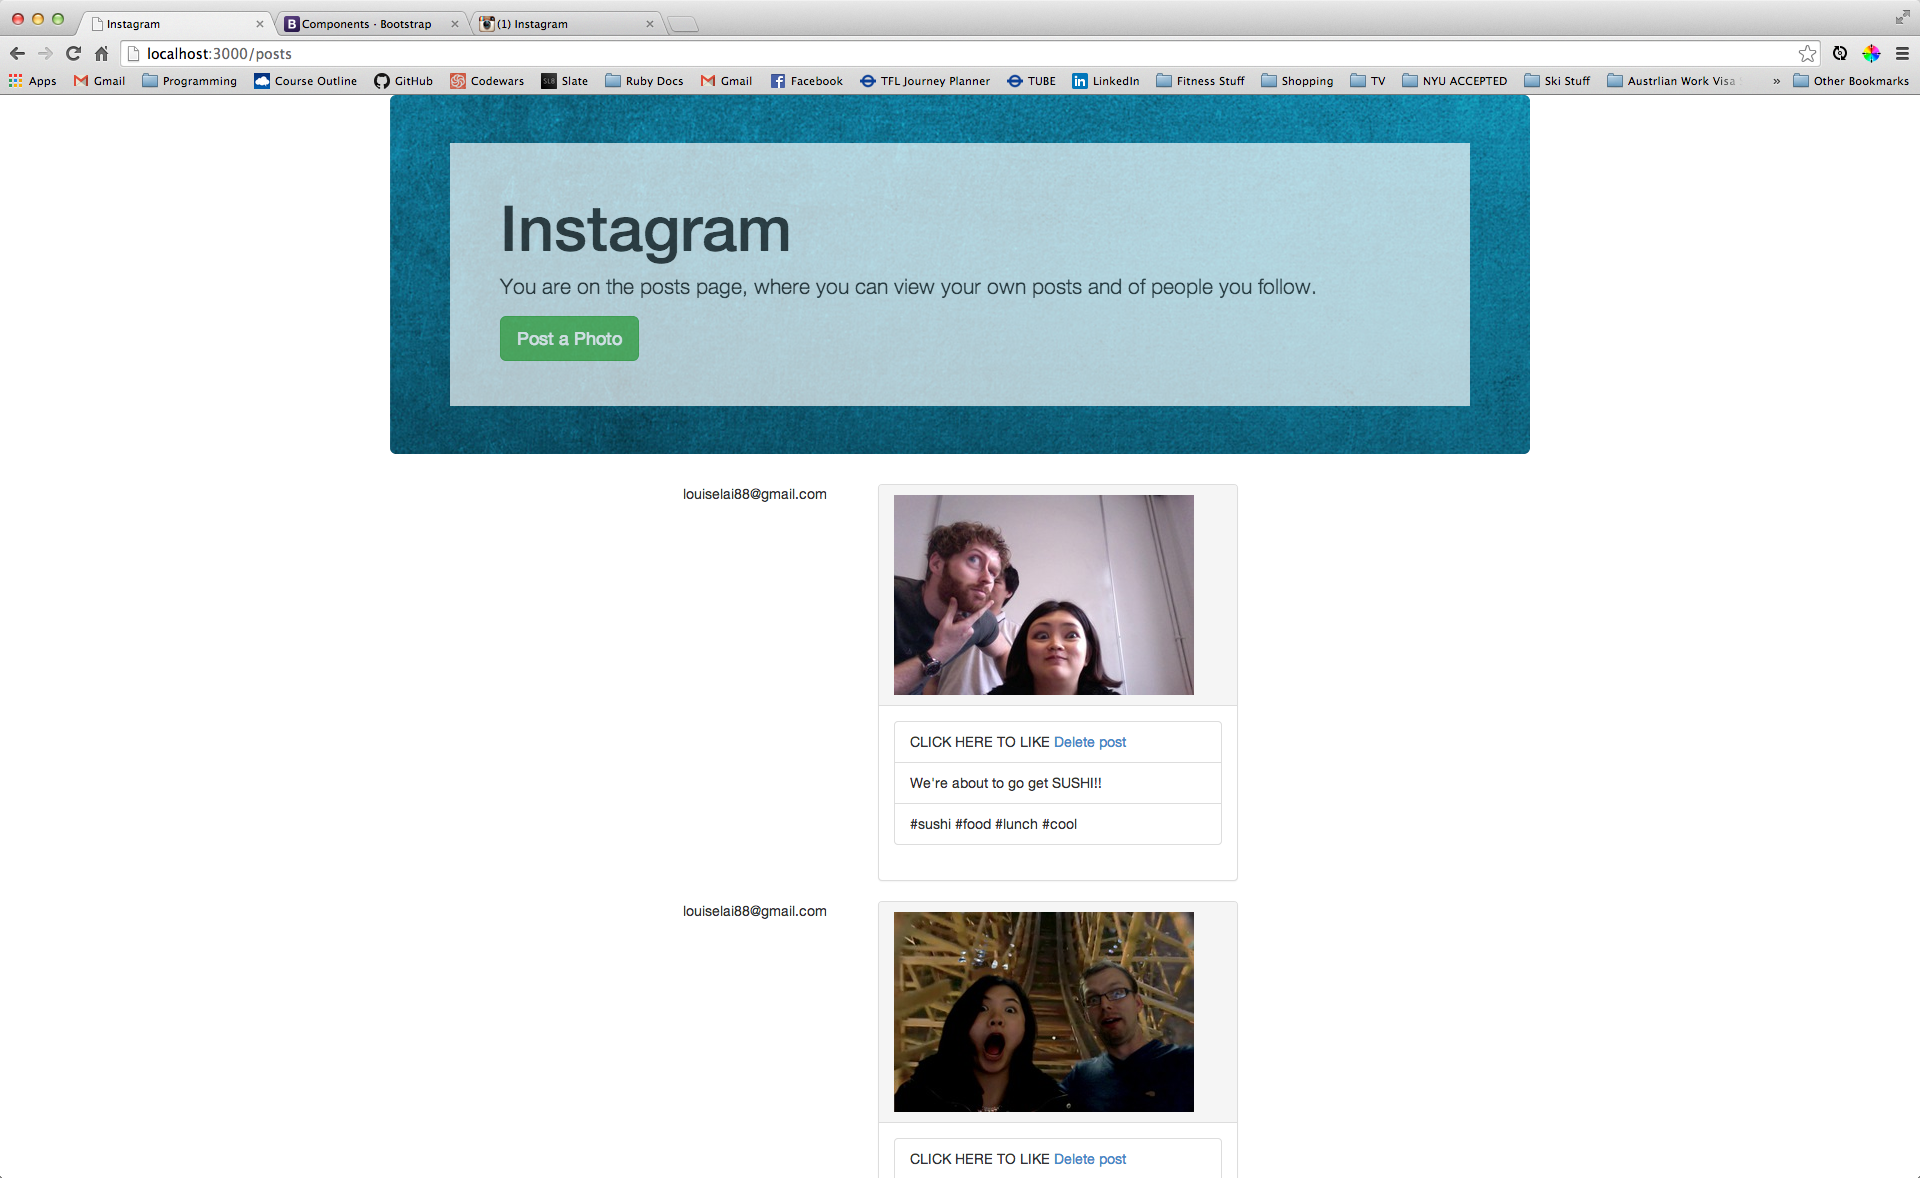 Instagram
Components · Bootstrap
(1) Instagram
localhost:3000/posts
Apps Gmail Programming Course Outline GitHub Codewars Slate Ruby Docs Gmail Facebook TFL Journey Planner TUBE LinkedIn Fitness Stuff Shopping TV NYU ACCEPTED Ski Stuff Austrlian Work Visa » Other Bookmarks
Instagram
You are on the posts page, where you can view your own posts and of people you follow.
Post a Photo
louiselai88@gmail.com
CLICK HERE TO LIKE Delete post
We're about to go get SUSHI!!
#sushi #food #lunch #cool
louiselai88@gmail.com
CLICK HERE TO LIKE Delete post